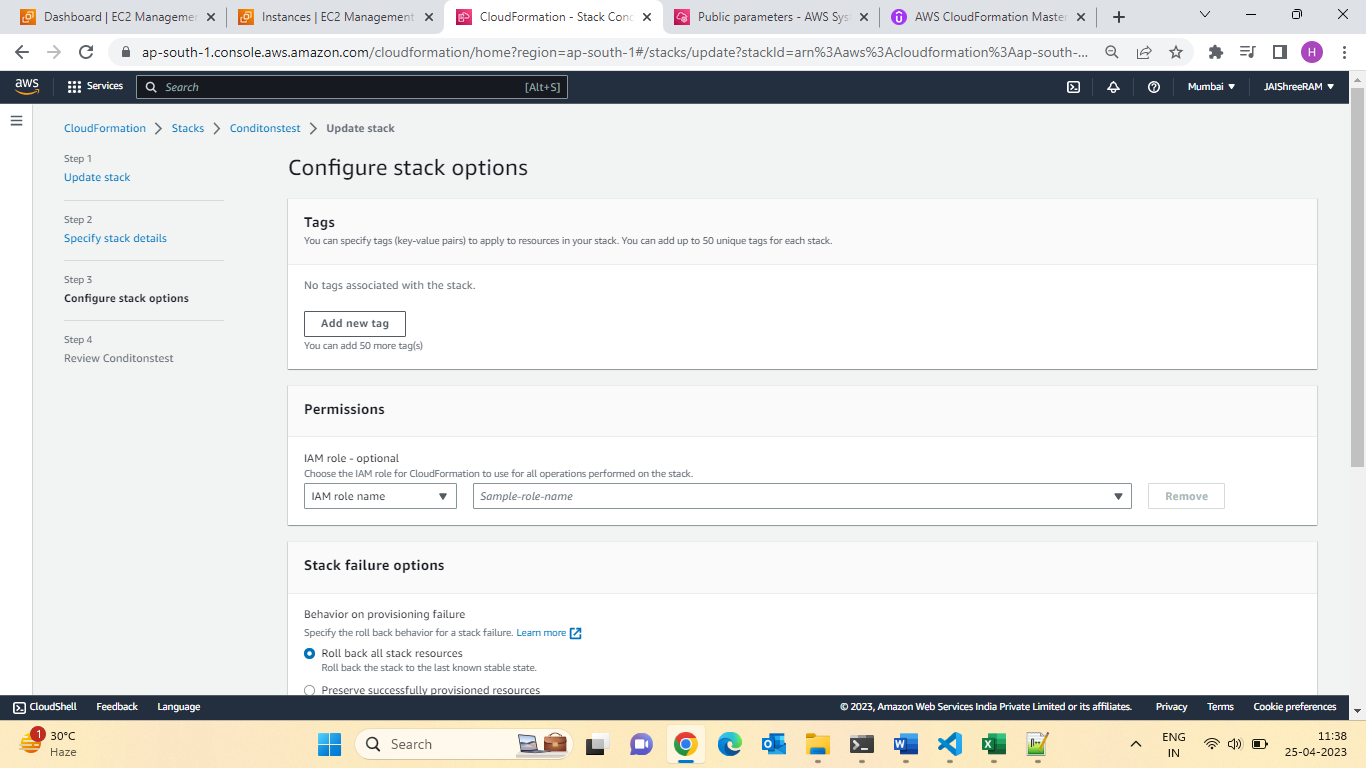 Dashboard | EC2 Managemen
Instances | EC2 Management
CloudFormation - Stack Cond
Public parameters - AWS Syst
AWS CloudFormation Master
ap-south-1.console.aws.amazon.com/cloudformation/home?region=ap-south-1#/stacks/update?stackId=arn%3Aaws%3Acloudformation%3Aap-south-...
H
aws
Services
Search
[Alt+S]
Mumbai
JAIShreeRAM
CloudFormation
Stacks
Conditonstest
Update stack
Step 1
Update stack
Step 2
Specify stack details
Step 3
Configure stack options
Step 4
Review Conditonstest
Configure stack options
Tags
You can specify tags (key-value pairs) to apply to resources in your stack. You can add up to 50 unique tags for each stack.
No tags associated with the stack.
Add new tag
You can add 50 more tag(s)
Permissions
IAM role - optional
Choose the IAM role for CloudFormation to use for all operations performed on the stack.
IAM role name
Sample-role-name
Remove
Stack failure options
Behavior on provisioning failure
Specify the roll back behavior for a stack failure. Learn more
Roll back all stack resources
Roll back the stack to the last known stable state.
Preserve successfully provisioned resources
CloudShell
Feedback
Language
© 2023, Amazon Web Services India Private Limited or its affiliates.
Privacy
Terms
Cookie preferences
1
30°C
Haze
Search
ENG
IN
11:38
25-04-2023